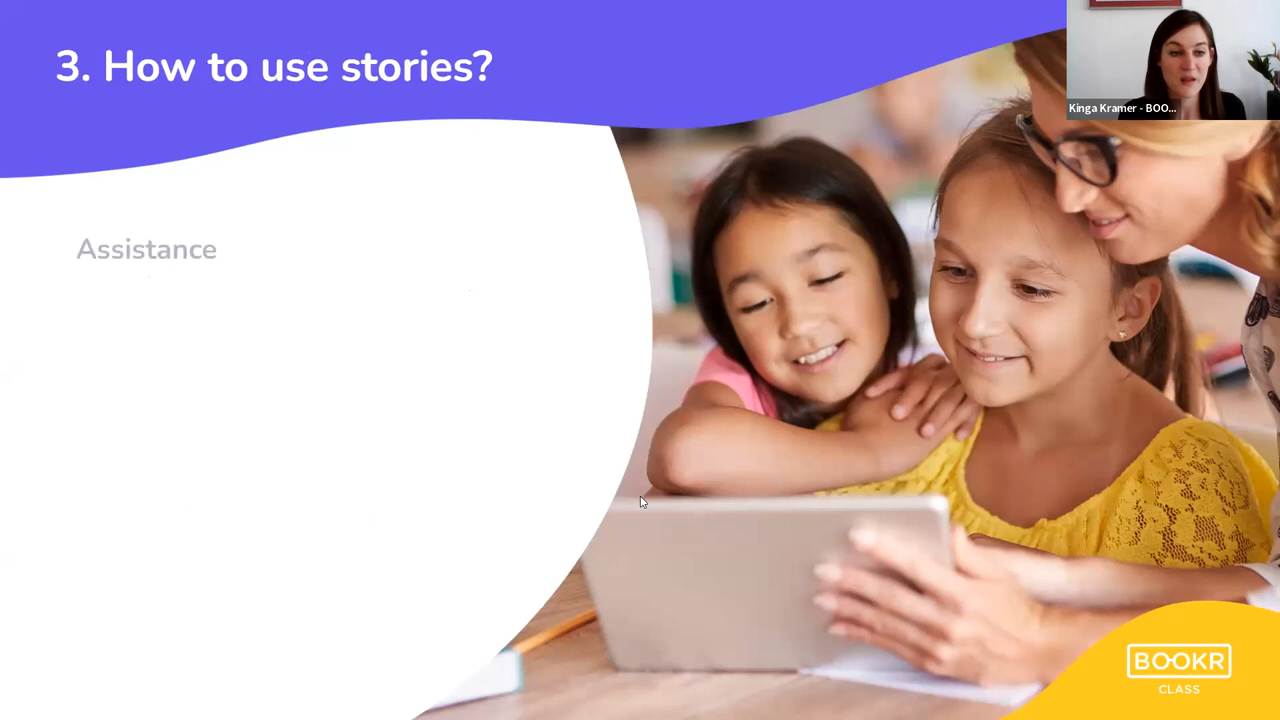 3. How to use stories?
Kinga Kramer - BOO...
Assistance
BOOKR
CLASS